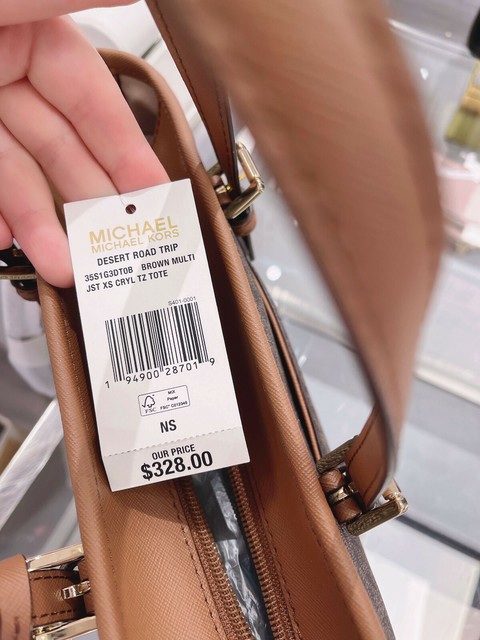 MICHAEL
MICHAEL KORS
DESERT ROAD TRIP
35S1G3DT0B BROWN MULTI
JST XS CRYL TZ TOTE
S401-0001
1 94900 28701 9
FSC
MIX
Paper
NS
OUR PRICE
$328.00